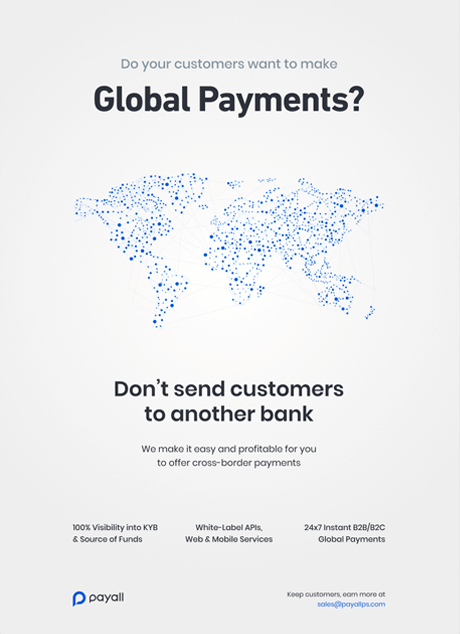 Do your customers want to make
Global Payments?
Don't send customers
to another bank
We make it easy and profitable for you
to offer cross-border payments
100% Visibility into KYB
& Source of Funds
White-Label APIs,
Web & Mobile Services
24x7 Instant B2B/B2C
Global Payments
payall
Keep customers, earn more at
sales@payallps.com